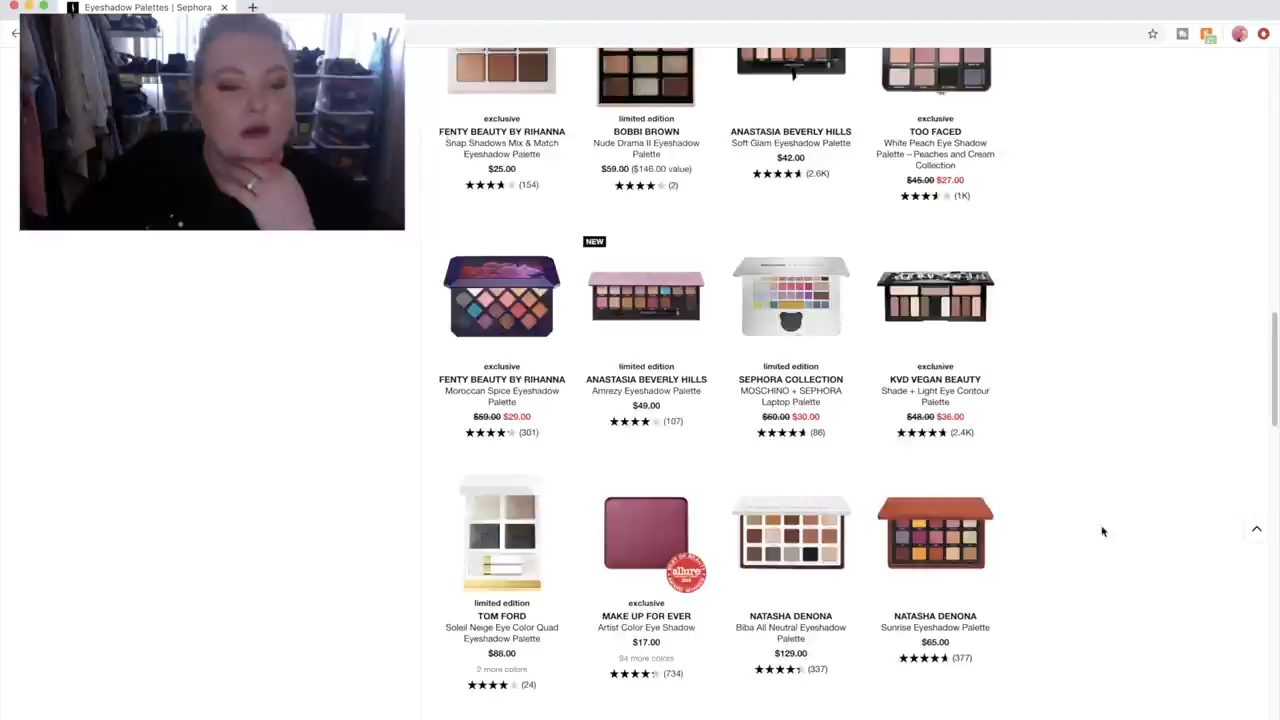 Eyeshadow Palettes | Sephora
exclusive
FENTY BEAUTY BY RIHANNA
Snap Shadows Mix & Match
Eyeshadow Palette
$25.00
(154)
limited edition
BOBBI BROWN
Nude Drama II Eyeshadow
Palette
$59.00 ($146.00 value)
(2)
ANASTASIA BEVERLY HILLS
Soft Glam Eyeshadow Palette
$42.00
(2.6K)
exclusive
TOO FACED
White Peach Eye Shadow
Palette – Peaches and Cream
Collection
$45.00 $27.00
(1K)
exclusive
FENTY BEAUTY BY RIHANNA
Moroccan Spice Eyeshadow
Palette
$59.00 $29.00
(301)
NEW
limited edition
ANASTASIA BEVERLY HILLS
Amrezy Eyeshadow Palette
$49.00
(107)
limited edition
SEPHORA COLLECTION
MOSCHINO + SEPHORA
Laptop Palette
$60.00 $30.00
(86)
exclusive
KVD VEGAN BEAUTY
Shade + Light Eye Contour
Palette
$48.00 $36.00
(2.4K)
limited edition
TOM FORD
Soleil Neige Eye Color Quad
Eyeshadow Palette
$88.00
2 more colors
(24)
allure
exclusive
MAKE UP FOR EVER
Artist Color Eye Shadow
$17.00
94 more colors
(734)
NATASHA DENONA
Biba All Neutral Eyeshadow
Palette
$129.00
(337)
NATASHA DENONA
Sunrise Eyeshadow Palette
$65.00
(377)